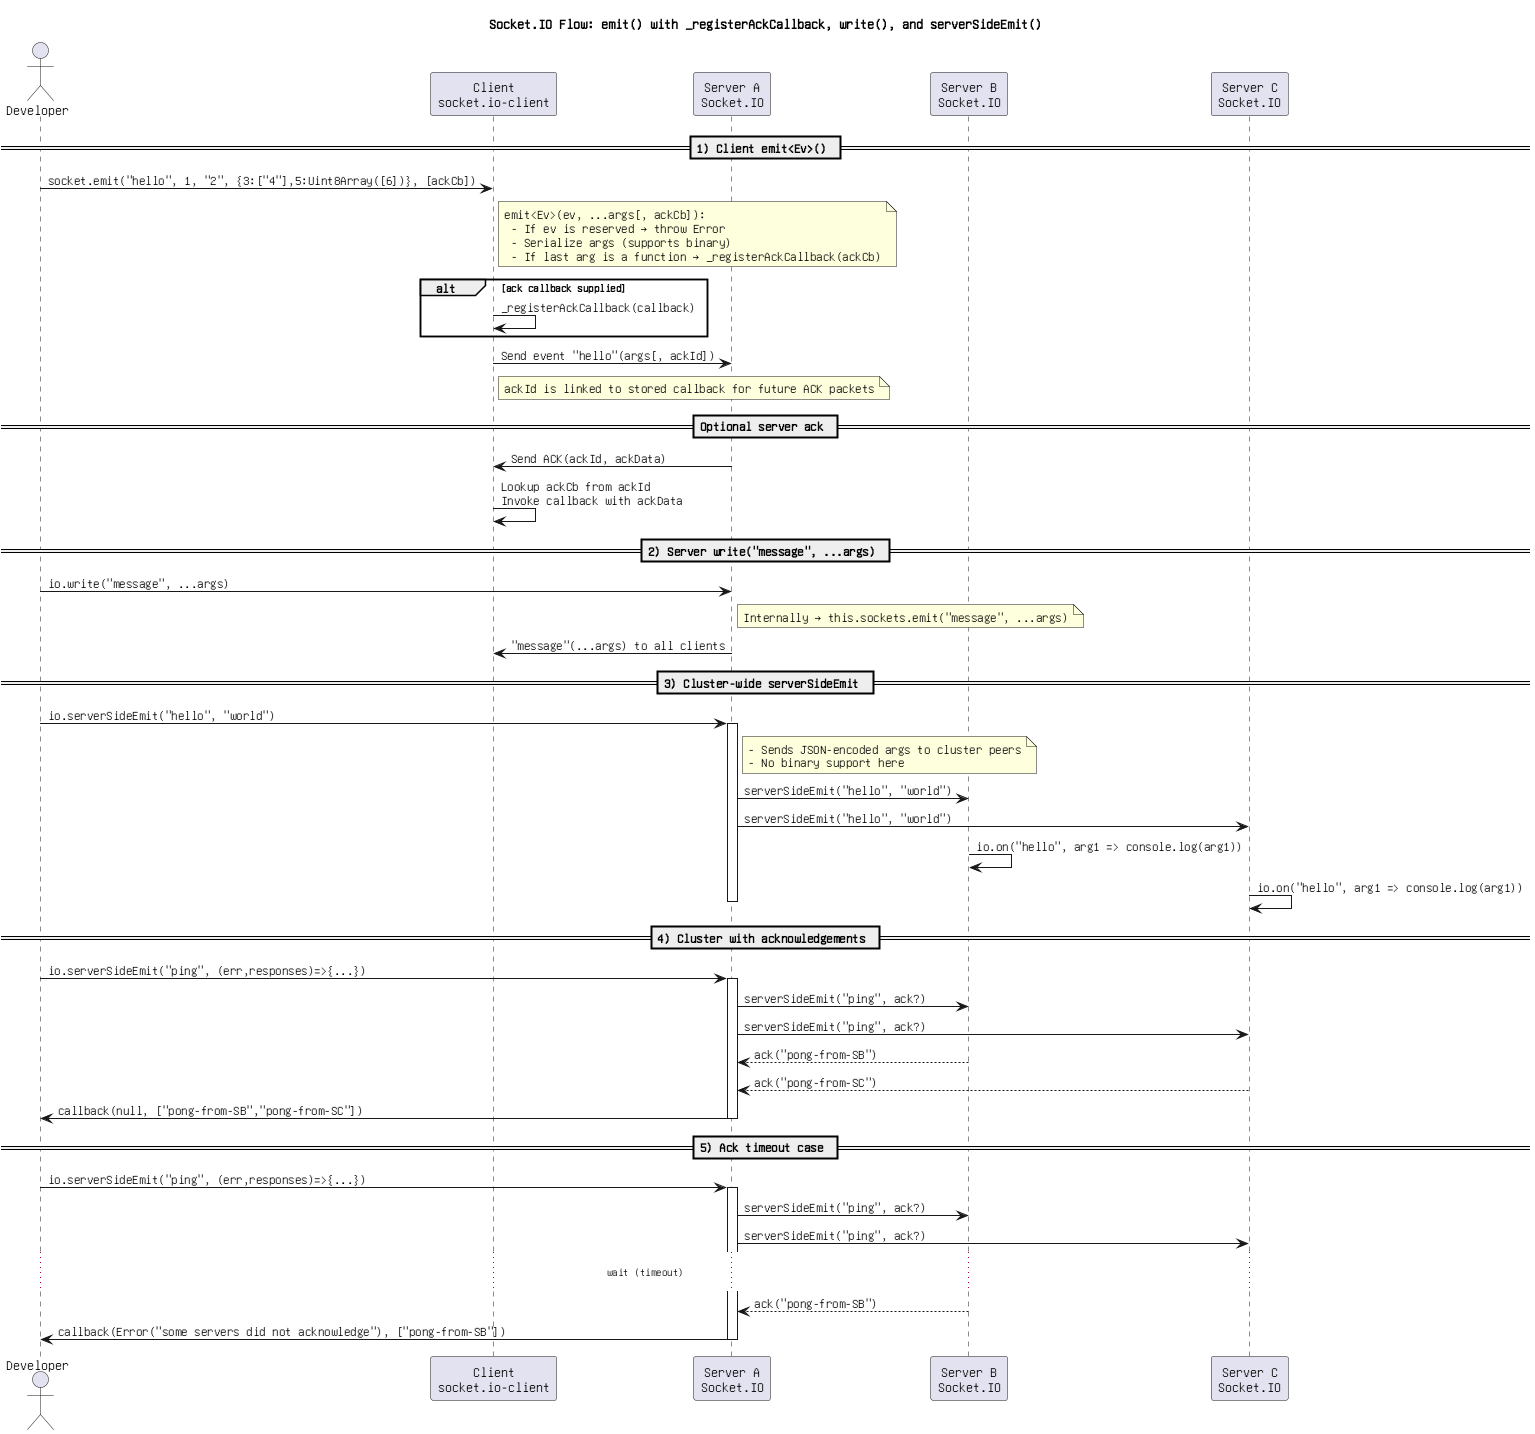 Socket.IO Flow: emit() with _registerAckCallback, write(), and serverSideEmit()
Developer
Client
socket.io-client
Server A
Socket.IO
Server B
Socket.IO
Server C
Socket.IO
1) Client emit<Ev>()
socket.emit("hello", 1, "2", {3:["4"],5:Uint8Array([6])}, [ackCb])
emit<Ev>(ev, ...args[, ackCb]):
- If ev is reserved → throw Error
- Serialize args (supports binary)
- If last arg is a function → _registerAckCallback(ackCb)
alt
[ack callback supplied]
_registerAckCallback(callback)
Send event "hello"(args[, ackId])
ackId is linked to stored callback for future ACK packets
Optional server ack
Send ACK(ackId, ackData)
Lookup ackCb from ackId
Invoke callback with ackData
2) Server write("message", ...args)
io.write("message", ...args)
Internally → this.sockets.emit("message", ...args)
"message"(...args) to all clients
3) Cluster-wide serverSideEmit
io.serverSideEmit("hello", "world")
- Sends JSON-encoded args to cluster peers
- No binary support here
serverSideEmit("hello", "world")
serverSideEmit("hello", "world")
io.on("hello", arg1 => console.log(arg1))
io.on("hello", arg1 => console.log(arg1))
4) Cluster with acknowledgements
io.serverSideEmit("ping", (err,responses)=>{...})
serverSideEmit("ping", ack?)
serverSideEmit("ping", ack?)
ack("pong-from-SB")
ack("pong-from-SC")
callback(null, ["pong-from-SB","pong-from-SC"])
5) Ack timeout case
io.serverSideEmit("ping", (err,responses)=>{...})
serverSideEmit("ping", ack?)
serverSideEmit("ping", ack?)
wait (timeout)
ack("pong-from-SB")
callback(Error("some servers did not acknowledge"), ["pong-from-SB"])
Developer
Client
socket.io-client
Server A
Socket.IO
Server B
Socket.IO
Server C
Socket.IO